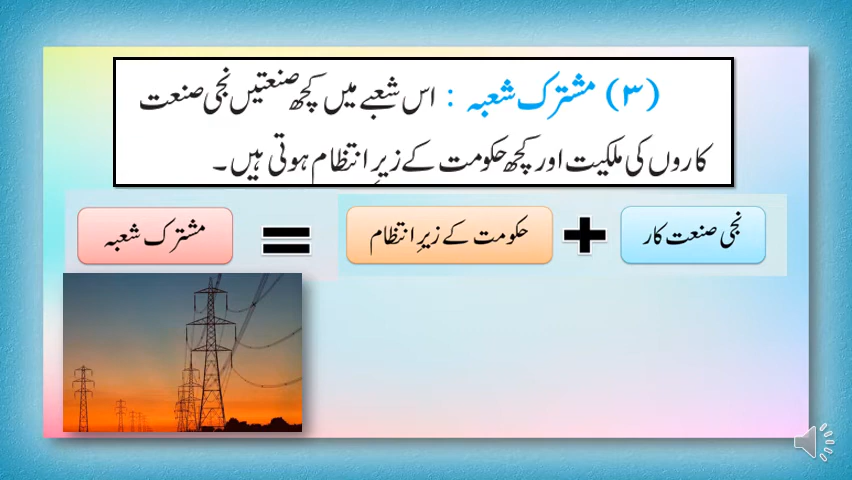 (۳) مشترک شعبہ : اس شعبے میں کچھ صنعتیں نجی صنعت
کاروں کی ملکیت اور کچھ حکومت کے زیرِ انتظام ہوتی ہیں۔
نجی صنعت کار + حکومت کے زیرِ انتظام = مشترک شعبہ